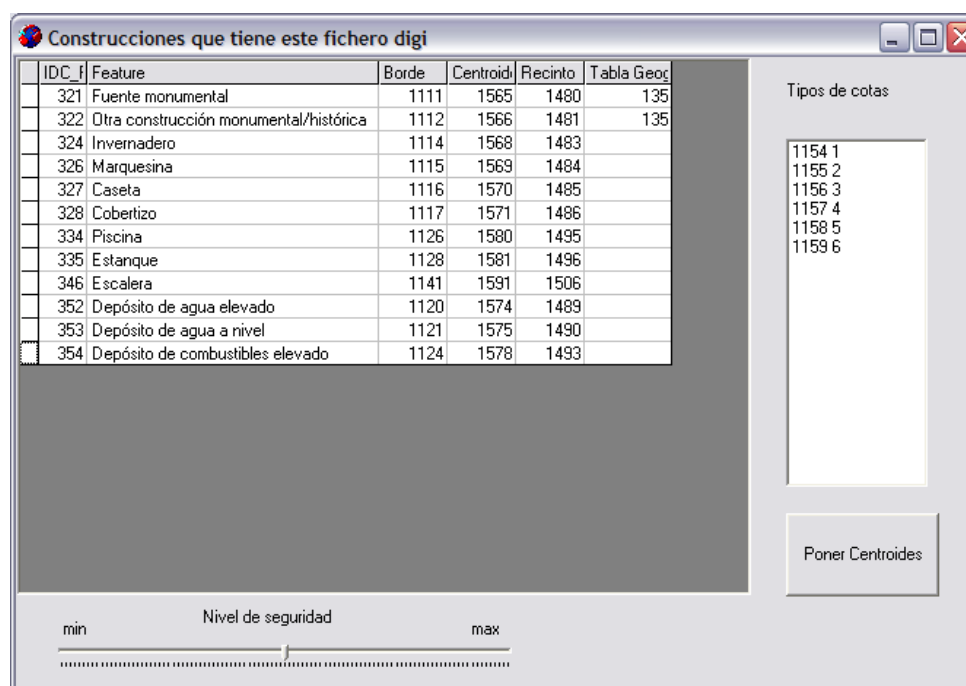 Construcciones que tiene este fichero digi
IDC_F Feature Borde Centroid Recinto Tabla Geog
321 Fuente monumental 1111 1565 1480 135
322 Otra construcción monumental/histórica 1112 1566 1481 135
324 Invernadero 1114 1568 1483
326 Marquesina 1115 1569 1484
327 Caseta 1116 1570 1485
328 Cobertizo 1117 1571 1486
334 Piscina 1126 1580 1495
335 Estanque 1128 1581 1496
346 Escalera 1141 1591 1506
352 Depósito de agua elevado 1120 1574 1489
353 Depósito de agua a nivel 1121 1575 1490
354 Depósito de combustibles elevado 1124 1578 1493
Tipos de cotas
1154 1
1155 2
1156 3
1157 4
1158 5
1159 6
Poner Centroides
Nivel de seguridad
min max